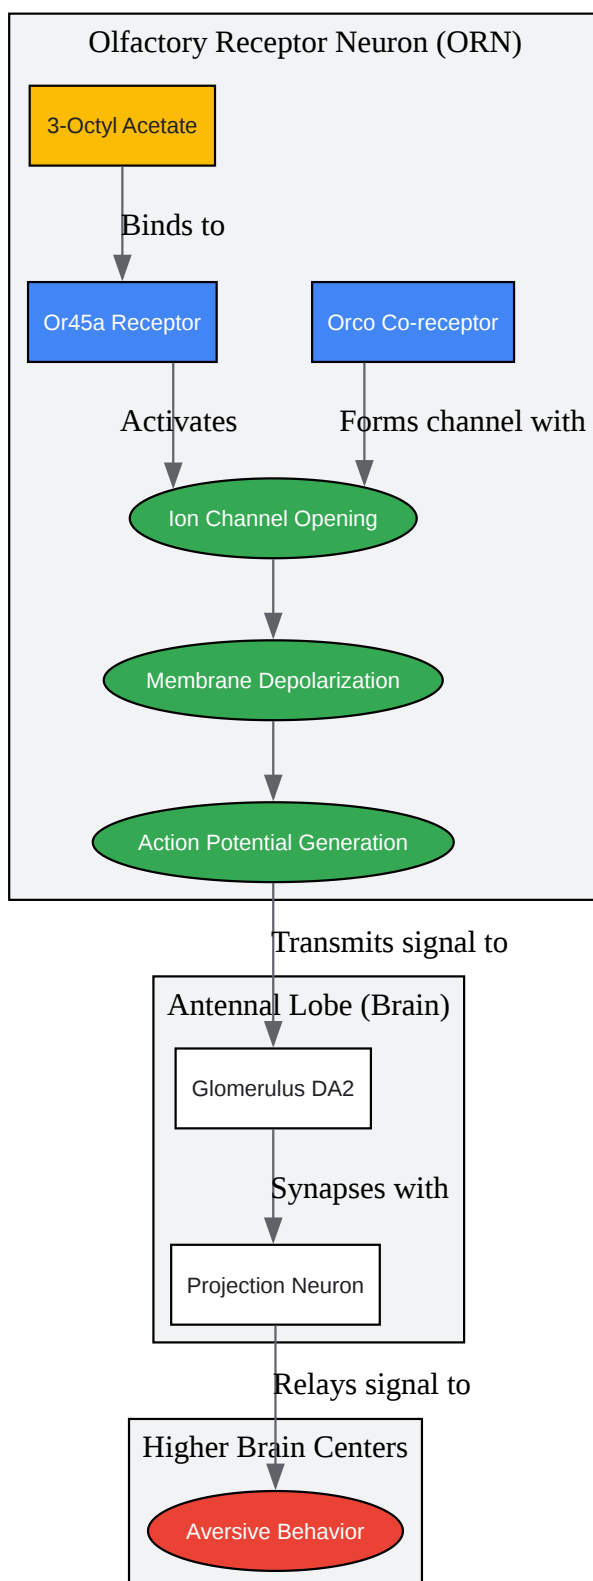 Olfactory Receptor Neuron (ORN)
3-Octyl Acetate
Binds to
Or45a Receptor
Orco Co-receptor
Activates
Forms channel with
Ion Channel Opening
Membrane Depolarization
Action Potential Generation
Transmits signal to
Antennal Lobe (Brain)
Glomerulus DA2
Synapses with
Projection Neuron
Relays signal to
Higher Brain Centers
Aversive Behavior